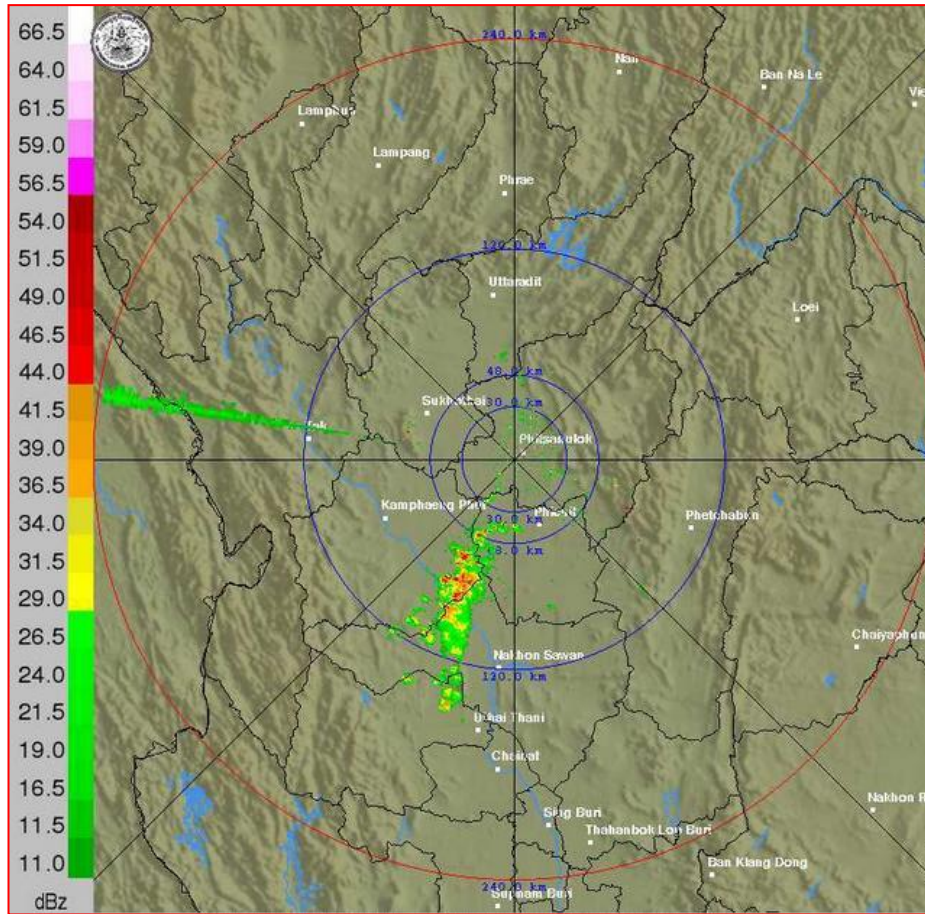 66.5
64.0
61.5
59.0
56.5
54.0
51.5
49.0
46.5
44.0
41.5
39.0
36.5
34.0
31.5
29.0
26.5
24.0
21.5
19.0
16.5
11.5
11.0
dBz
240.0 km
Nan
Ban Na Le
Lamphun
Lampang
Phrae
120.0 km
Uttaradit
Loei
48.0 km
Sukhothai
30.0 km
Tak
Phitsanulok
Kamphaeng Phet
30.0 km
Phichit
Phetchabun
48.0 km
Chaiyaphum
Nakhon Sawan
120.0 km
Uthai Thani
Chainat
Sing Buri
Thahanbok Lop Buri
Ban Klang Dong
240.0 km
Suphan Buri